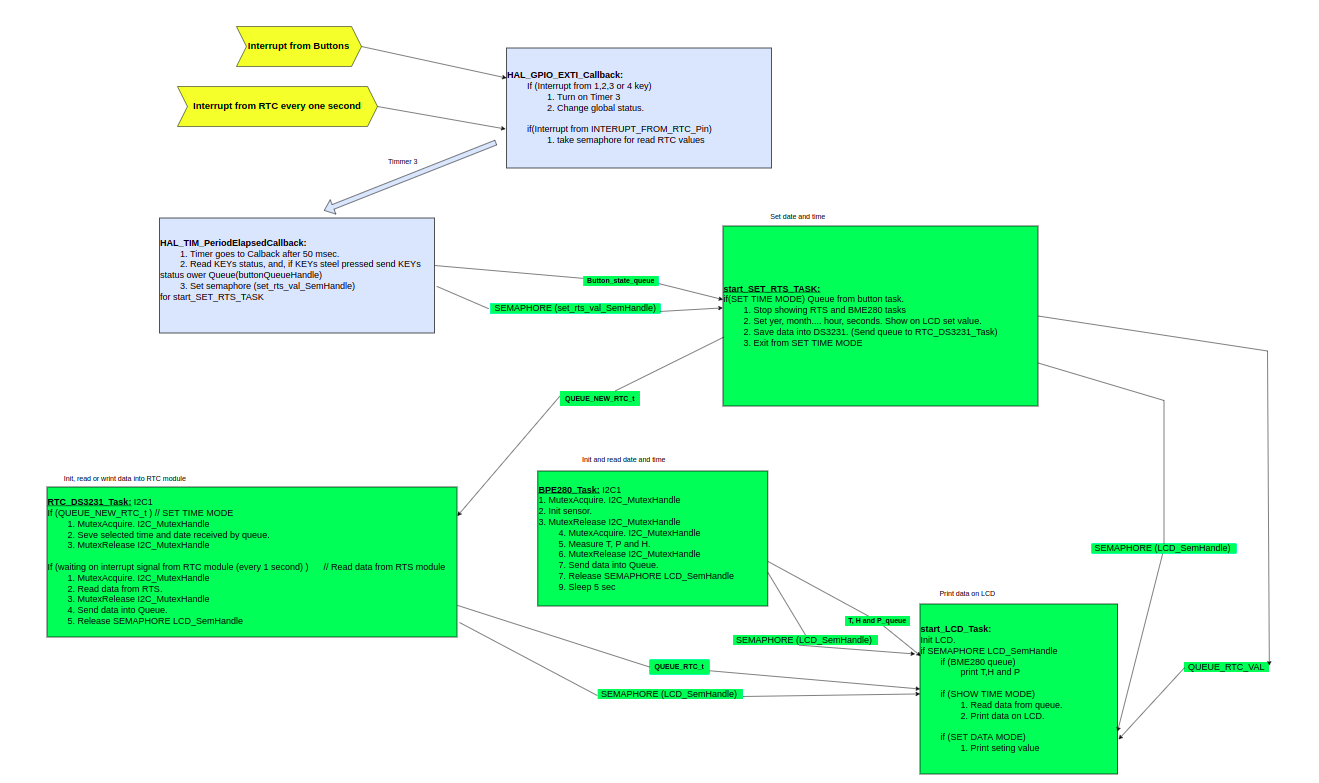 Interrupt from Buttons
Interrupt from RTC every one second
HAL_GPIO_EXTI_Callback:
If (Interrupt from 1,2,3 or 4 key)
1. Turn on Timer 3
2. Change global status.
if(Interrupt from INTERUPT_FROM_RTC_Pin)
1. take semaphore for read RTC values
Timmer 3
HAL_TIM_PeriodElapsedCallback:
1. Timer goes to Calback after 50 msec.
2. Read KEYs status, and, if KEYs steel pressed send KEYs
status ower Queue(buttonQueueHandle)
3. Set semaphore (set_rts_val_SemHandle)
for start_SET_RTS_TASK
Button_state_queue
SEMAPHORE (set_rts_val_SemHandle)
Set date and time
start_SET_RTS_TASK:
if(SET TIME MODE) Queue from button task.
1. Stop showing RTS and BME280 tasks
2. Set yer, month.... hour, seconds. Show on LCD set value.
2. Save data into DS3231. (Send queue to RTC_DS3231_Task)
3. Exit from SET TIME MODE
QUEUE_NEW_RTC_t
Init, read or wrint data into RTC module
RTC_DS3231_Task: I2C1
If (QUEUE_NEW_RTC_t ) // SET TIME MODE
1. MutexAcquire. I2C_MutexHandle
2. Seve selected time and date received by queue.
3. MutexRelease I2C_MutexHandle
If (waiting on interrupt signal from RTC module (every 1 second) ) // Read data from RTS module
1. MutexAcquire. I2C_MutexHandle
2. Read data from RTS.
3. MutexRelease I2C_MutexHandle
4. Send data into Queue.
5. Release SEMAPHORE LCD_SemHandle
Init and read date and time
BPE280_Task: I2C1
1. MutexAcquire. I2C_MutexHandle
2. Init sensor.
3. MutexRelease I2C_MutexHandle
4. MutexAcquire. I2C_MutexHandle
5. Measure T, P and H.
6. MutexRelease I2C_MutexHandle
7. Send data into Queue.
7. Release SEMAPHORE LCD_SemHandle
9. Sleep 5 sec
T, H and P_queue
SEMAPHORE (LCD_SemHandle)
QUEUE_RTC_t
SEMAPHORE (LCD_SemHandle)
SEMAPHORE (LCD_SemHandle)
QUEUE_RTC_VAL
Print data on LCD
start_LCD_Task:
Init LCD.
if SEMAPHORE LCD_SemHandle
if (BME280 queue)
print T,H and P
if (SHOW TIME MODE)
1. Read data from queue.
2. Print data on LCD.
if (SET DATA MODE)
1. Print seting value